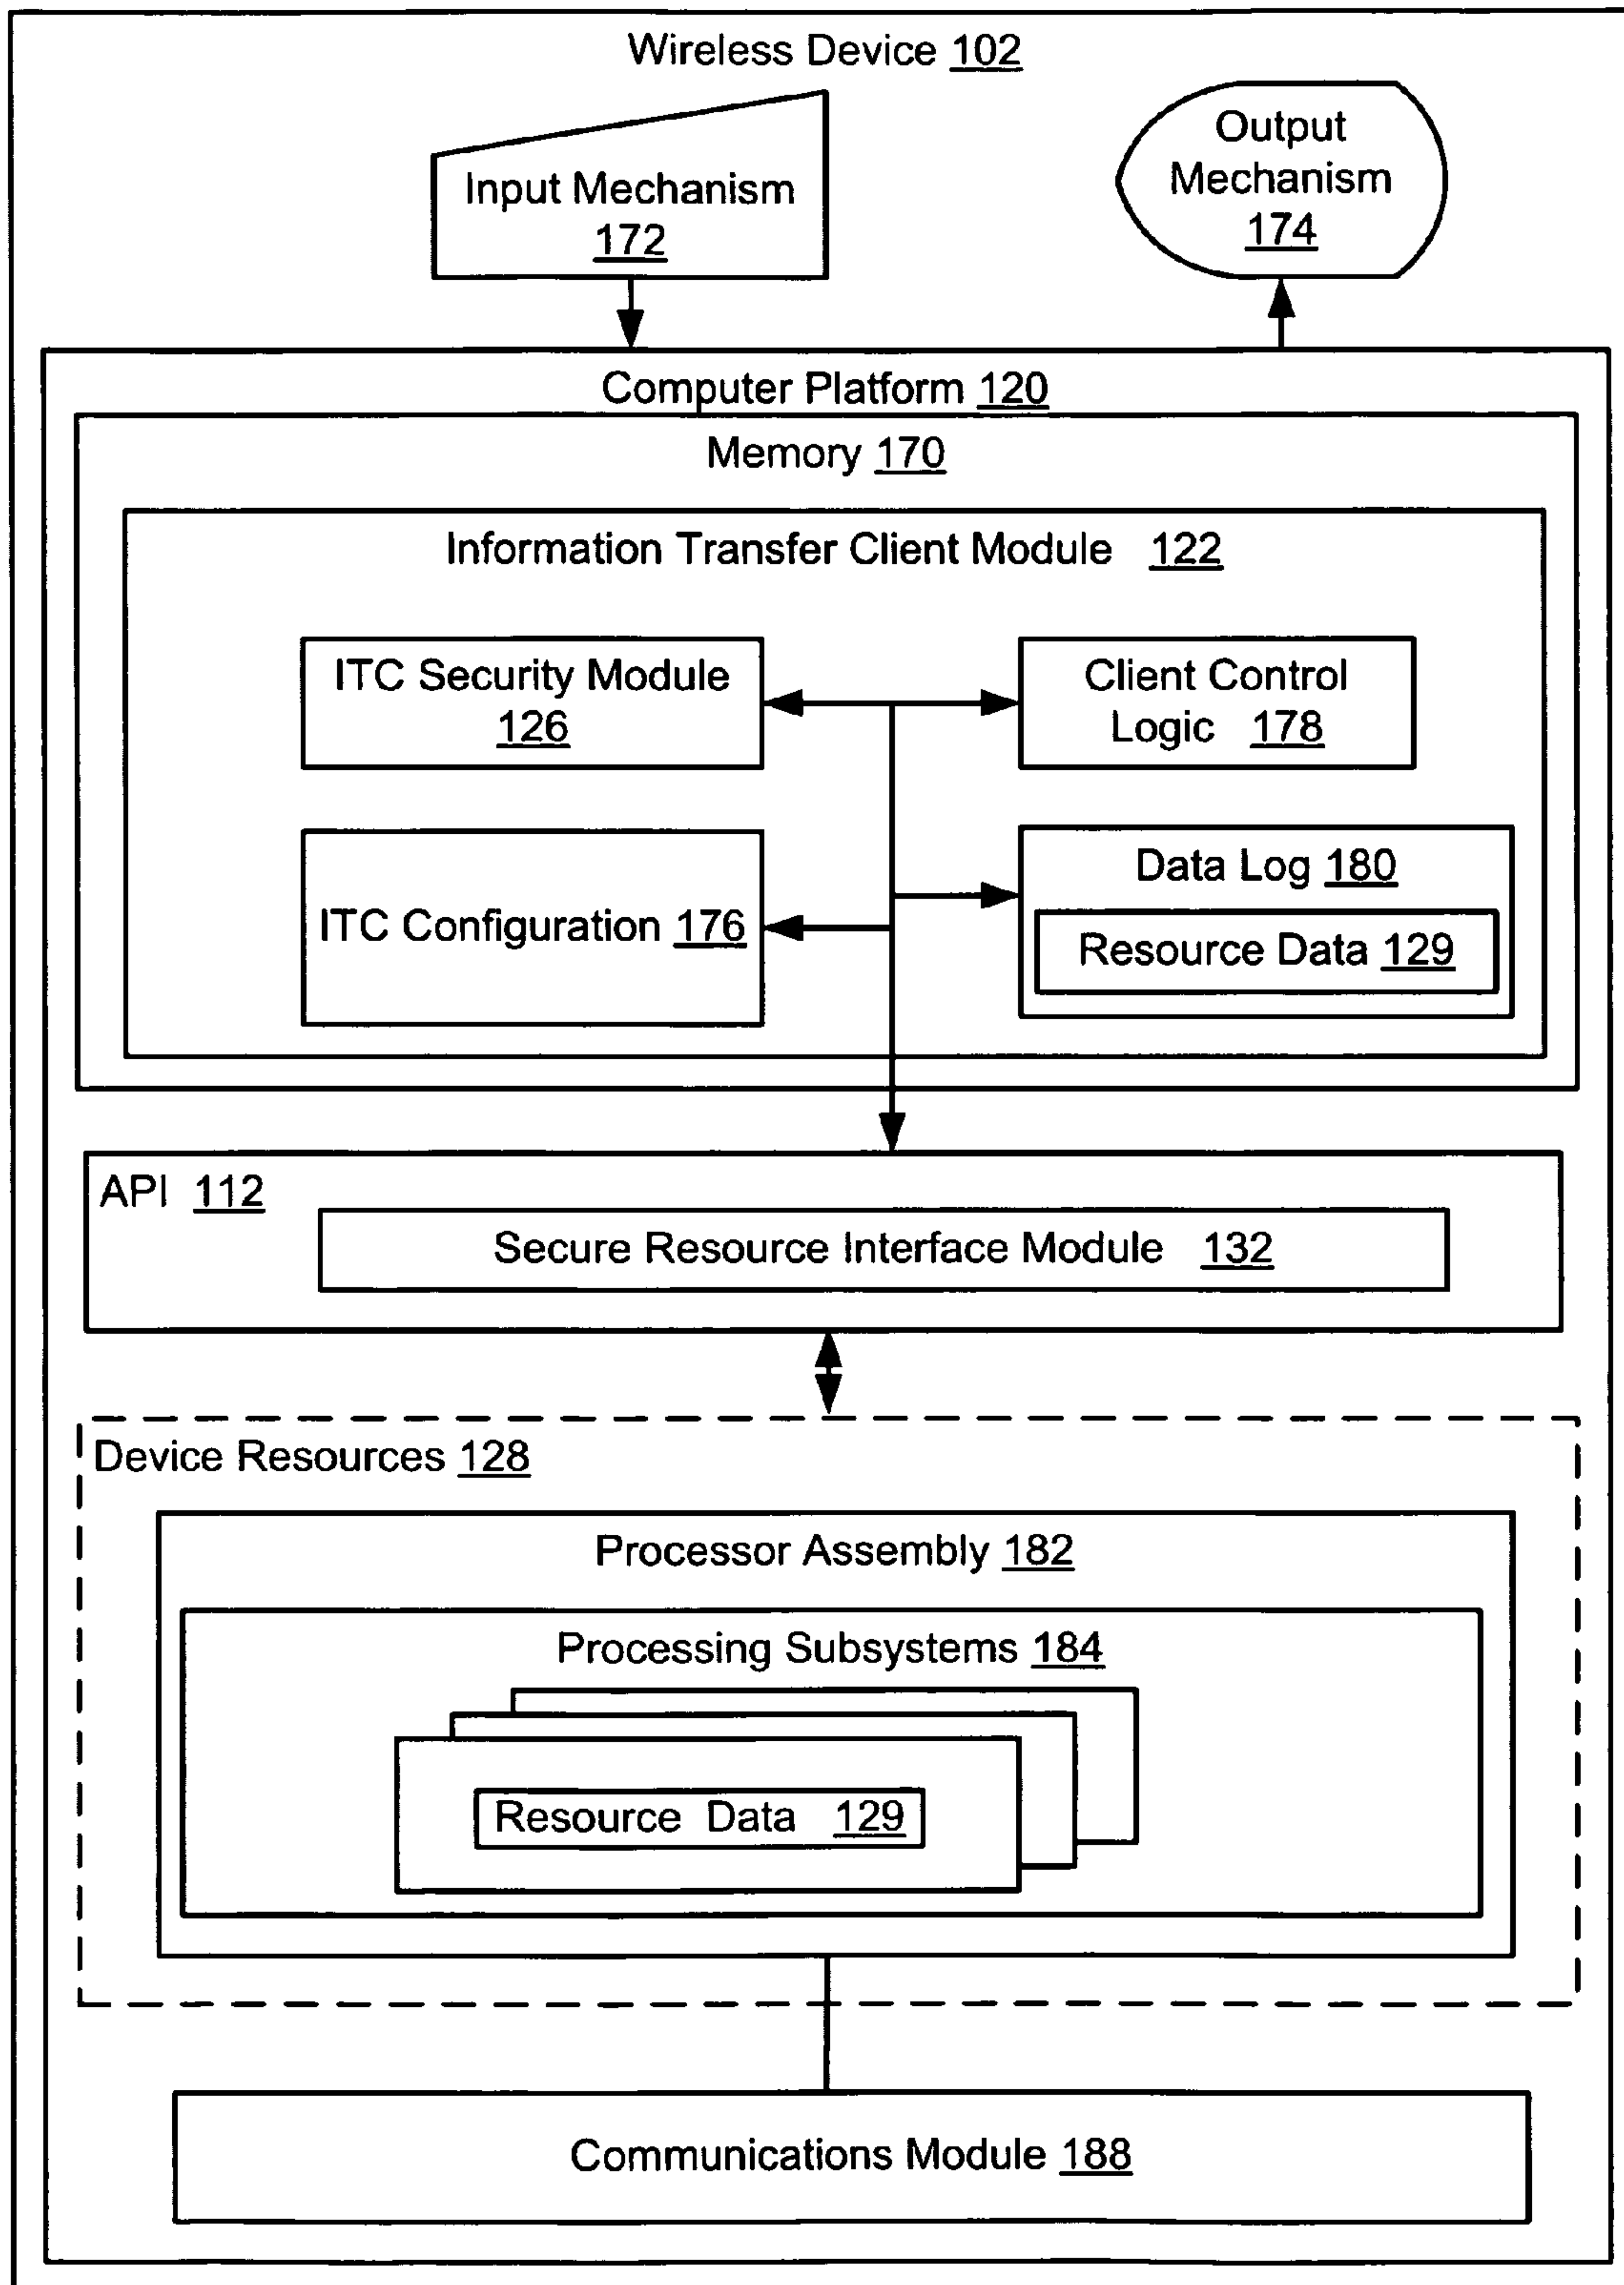 Wireless Device 102
Input Mechanism
172
Output
Mechanism
174
Computer Platform 120
Memory 170
Information Transfer Client Module 122
ITC Security Module
126
Client Control
Logic 178
ITC Configuration 176
Data Log 180
Resource Data 129
API 112
Secure Resource Interface Module 132
Device Resources 128
Processor Assembly 182
Processing Subsystems 184
Resource Data 129
Communications Module 188